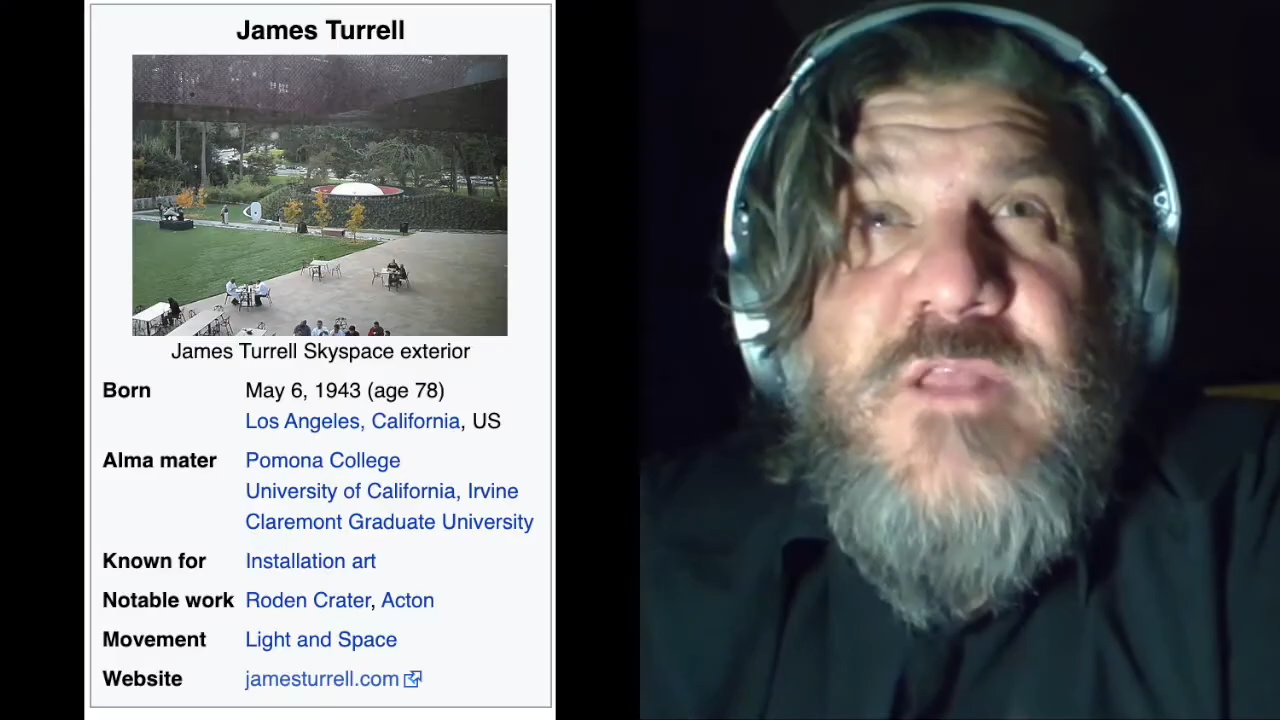 James Turrell
James Turrell Skyspace exterior
Born May 6, 1943 (age 78)
Los Angeles, California, US
Alma mater Pomona College
University of California, Irvine
Claremont Graduate University
Known for Installation art
Notable work Roden Crater, Acton
Movement Light and Space
Website jamesturrell.com